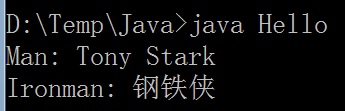 D:\Temp\Java>java Hello
Man: Tony Stark
Ironman: 钢铁侠